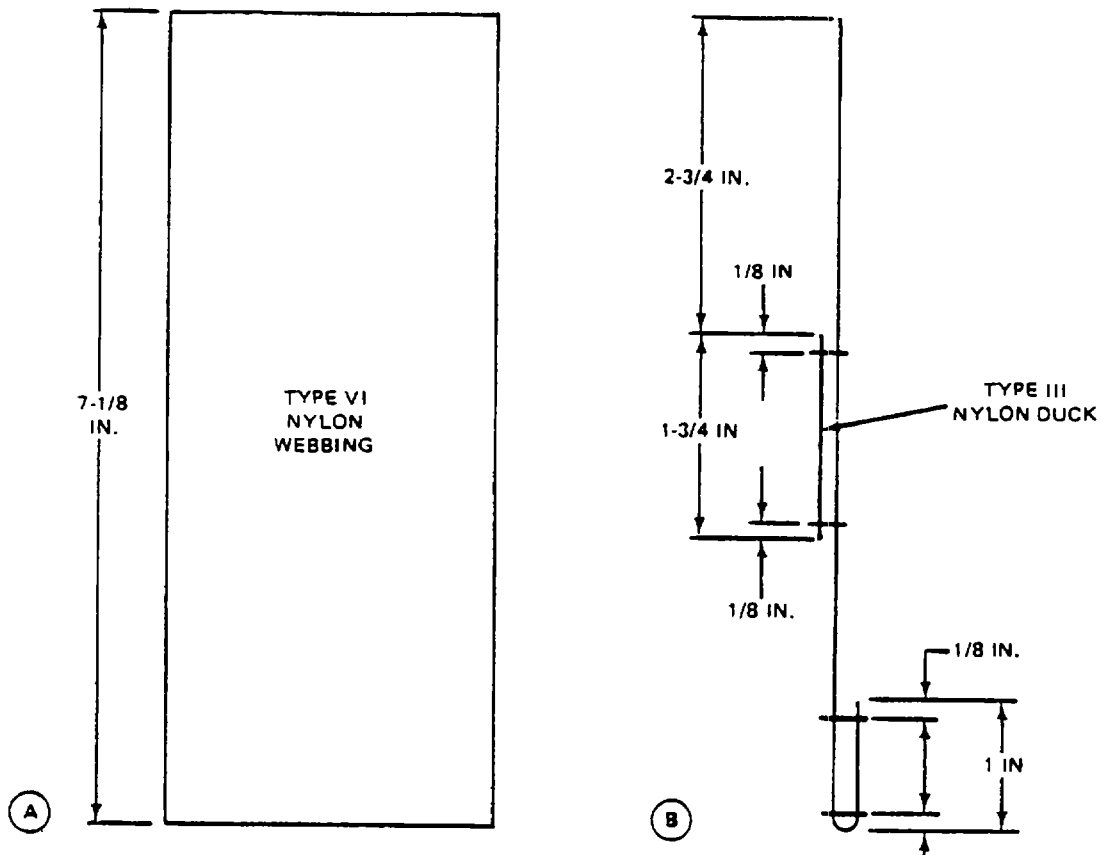 7-1/8
IN.
TYPE VI
NYLON
WEBBING
A
2-3/4 IN.
1/8 IN
1-3/4 IN
TYPE III
NYLON DUCK
1/8 IN.
1/8 IN.
1 IN
B